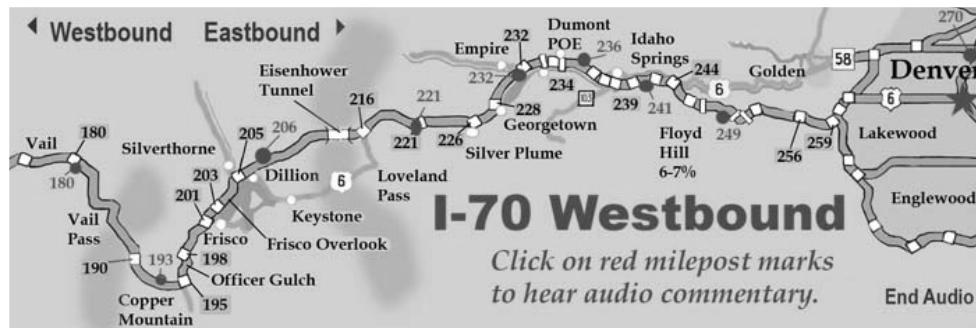 Westbound Eastbound
Dumont
POE
236
270
Empire
232
Idaho
Springs
58
Denver
Eisenhower
Tunnel
232
234
244
Golden
6
6
103
239
241
216
221
228
Georgetown
Vail
180
205
206
221
226
Silver Plume
Floyd
Hill
6-7%
249
256
259
Lakewood
180
Silverthorne
203
Dillion
6
Loveland
Pass
201
Keystone
Englewood
Vail
Pass
Frisco
Frisco Overlook
I-70 Westbound
190
193
198
Officer Gulch
Click on red milepost marks
to hear audio commentary.
Copper
Mountain
195
End Audio